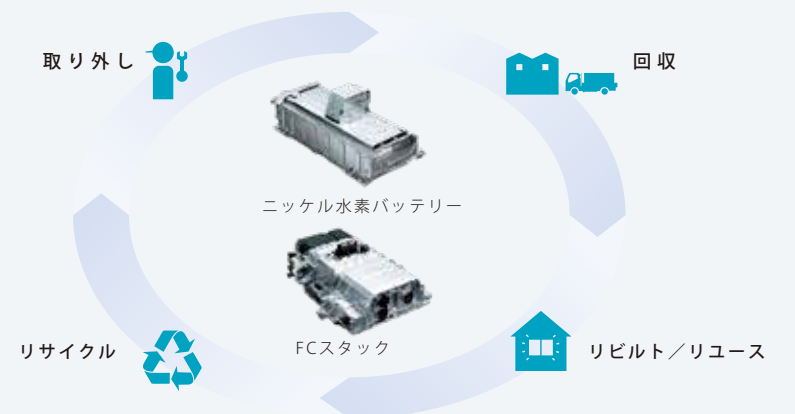 取り外し
回収
ニッケル水素バッテリー
FCスタック
リサイクル
リビルト／リユース